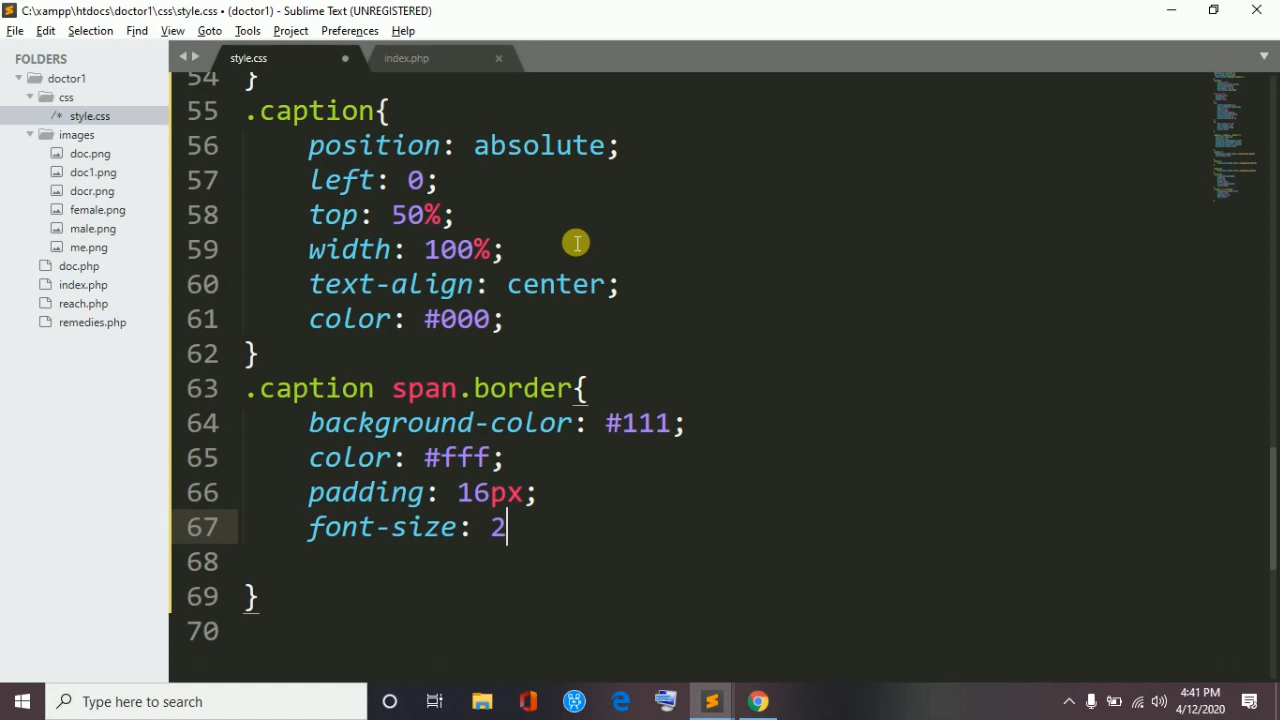 C:\xampp\htdocs\doctor1\css\style.css • (doctor1) - Sublime Text (UNREGISTERED)
File Edit Selection Find View Goto Tools Project Preferences Help
FOLDERS
doctor1
css
/* style.css
images
doc.png
doc1.png
docr.png
female.png
male.png
me.png
doc.php
index.php
reach.php
remedies.php
style.css
index.php
54 }
55 .caption{
56 position: absolute;
57 left: 0;
58 top: 50%;
59 width: 100%;
60 text-align: center;
61 color: #000;
62 }
63 .caption span.border{
64 background-color: #111;
65 color: #fff;
66 padding: 16px;
67 font-size: 2
68
69 }
70
Type here to search
4:41 PM
4/12/2020